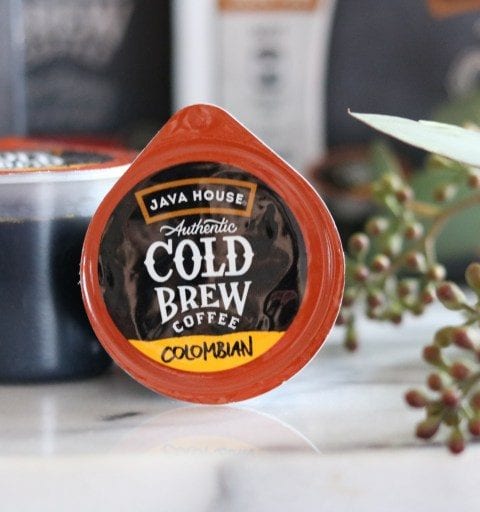 JAVA HOUSE
Authentic
COLD
BREW
COFFEE
COLOMBIAN